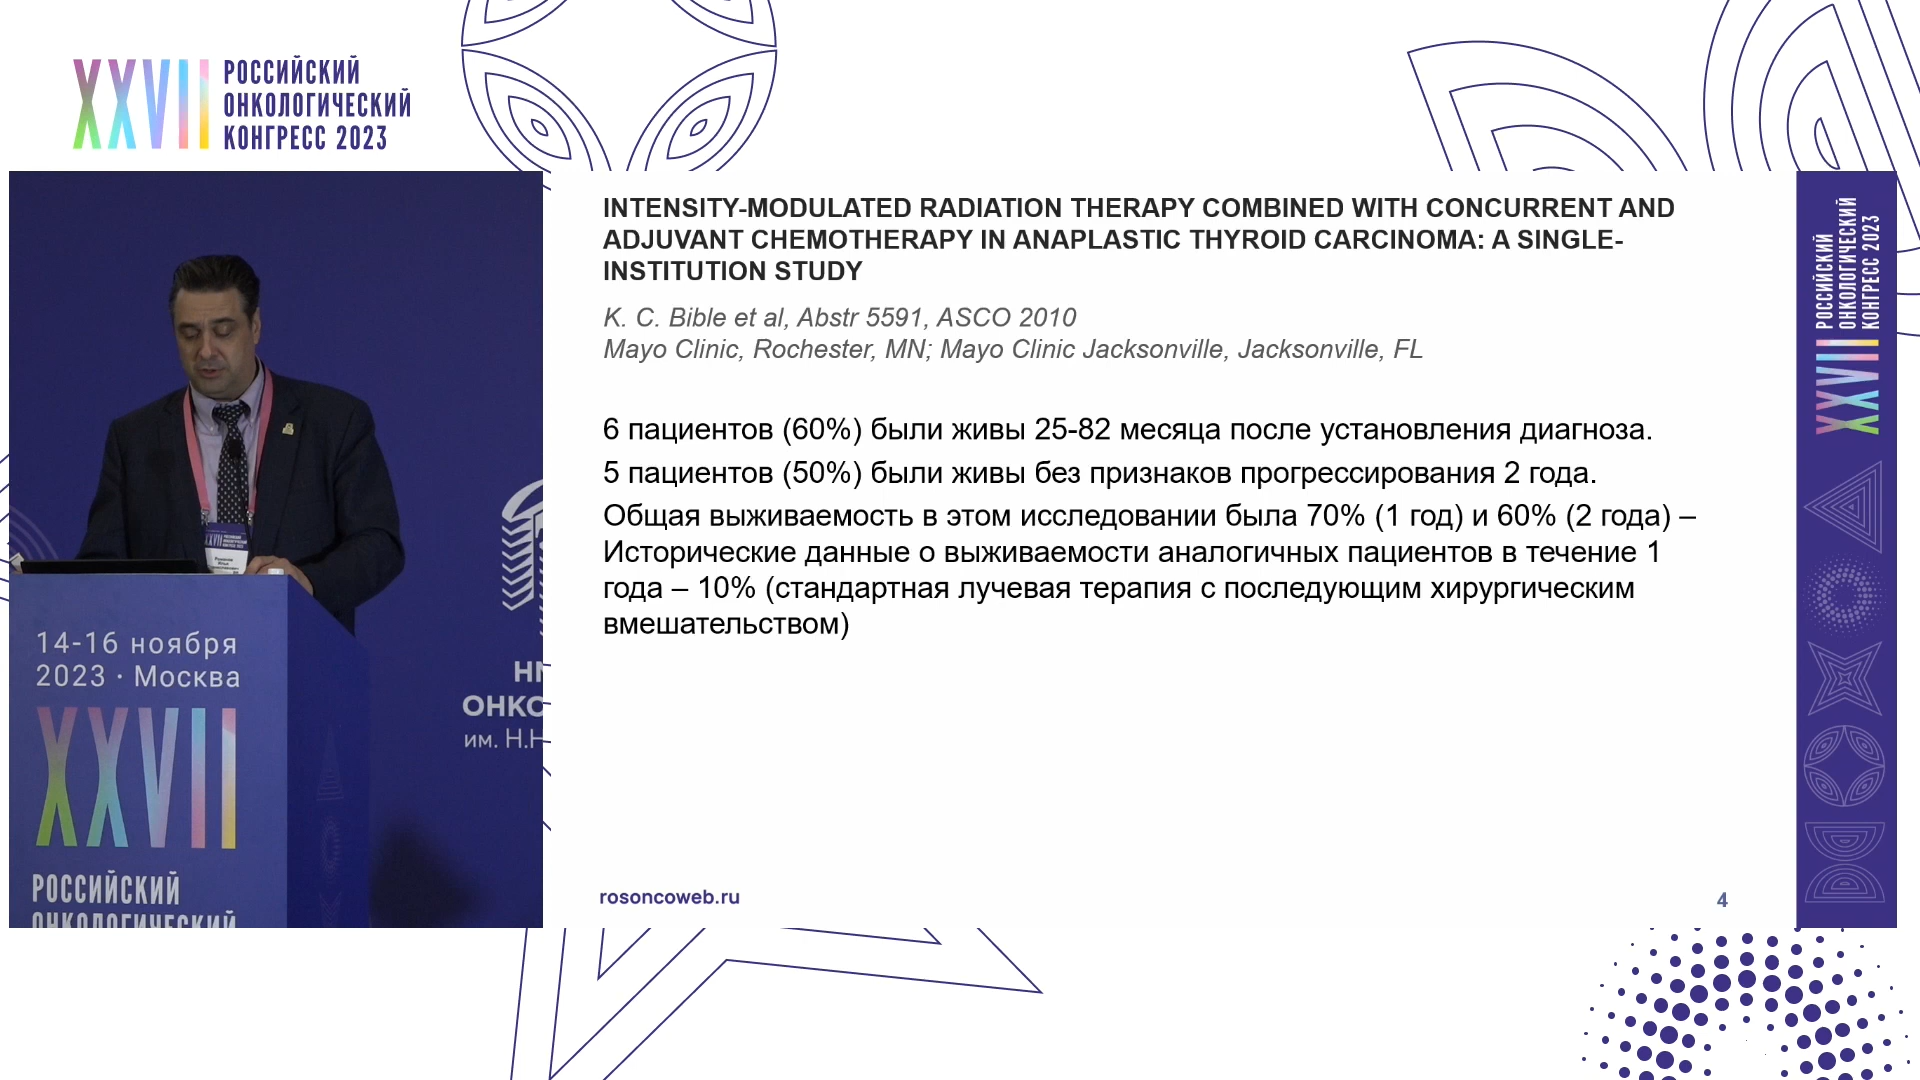 XXVII
РОССИЙСКИЙ
ОНКОЛОГИЧЕСКИЙ
КОНГРЕСС 2023
INTENSITY-MODULATED RADIATION THERAPY COMBINED WITH CONCURRENT AND
ADJUVANT CHEMOTHERAPY IN ANAPLASTIC THYROID CARCINOMA: A SINGLE-
INSTITUTION STUDY
K. C. Bible et al, Abstr 5591, ASCO 2010
Mayo Clinic, Rochester, MN; Mayo Clinic Jacksonville, Jacksonville, FL
6 пациентов (60%) были живы 25-82 месяца после установления диагноза.
5 пациентов (50%) были живы без признаков прогрессирования 2 года.
Общая выживаемость в этом исследовании была 70% (1 год) и 60% (2 года) –
Исторические данные о выживаемости аналогичных пациентов в течение 1
года – 10% (стандартная лучевая терапия с последующим хирургическим
вмешательством)
rosoncoweb.ru
4
14-16 ноября
2023 · Москва
XXVII
РОССИЙСКИЙ
ОНКОЛОГИЧЕСКИЙ
НМ
ОНКО
им. Н.Н
XXVII
РОССИЙСКИЙ
ОНКОЛОГИЧЕСКИЙ
КОНГРЕСС 2023